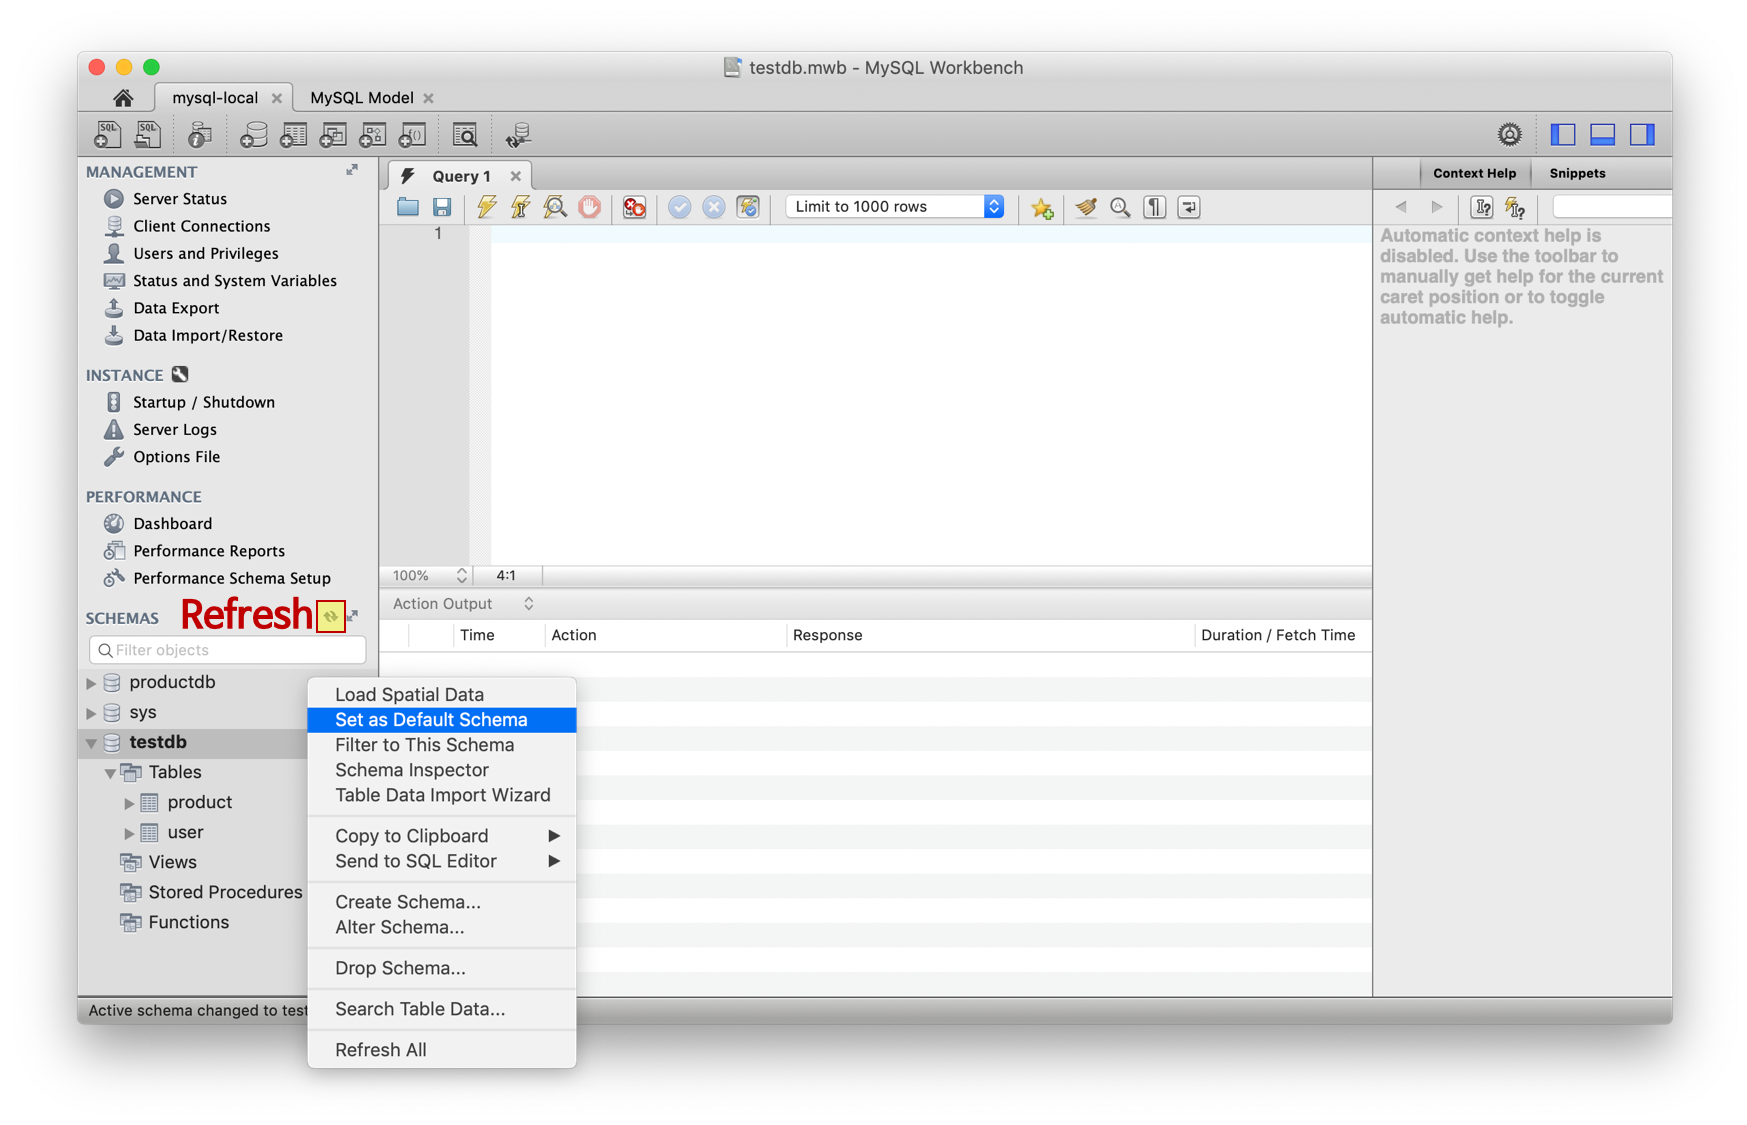 testdb.mwb - MySQL Workbench
mysql-local
MySQL Model
SQL
SQL
MANAGEMENT
Server Status
Client Connections
Users and Privileges
Status and System Variables
Data Export
Data Import/Restore
INSTANCE
Startup / Shutdown
Server Logs
Options File
PERFORMANCE
Dashboard
Performance Reports
Performance Schema Setup
SCHEMAS
Refresh
Filter objects
productdb
sys
testdb
Tables
product
user
Views
Stored Procedures
Functions
Query 1
Limit to 1000 rows
1
100%
4:1
Action Output
Time Action Response Duration / Fetch Time
Context Help Snippets
Automatic context help is
disabled. Use the toolbar to
manually get help for the current
caret position or to toggle
automatic help.
Load Spatial Data
Set as Default Schema
Filter to This Schema
Schema Inspector
Table Data Import Wizard
Copy to Clipboard
Send to SQL Editor
Create Schema...
Alter Schema...
Drop Schema...
Search Table Data...
Refresh All
Active schema changed to test